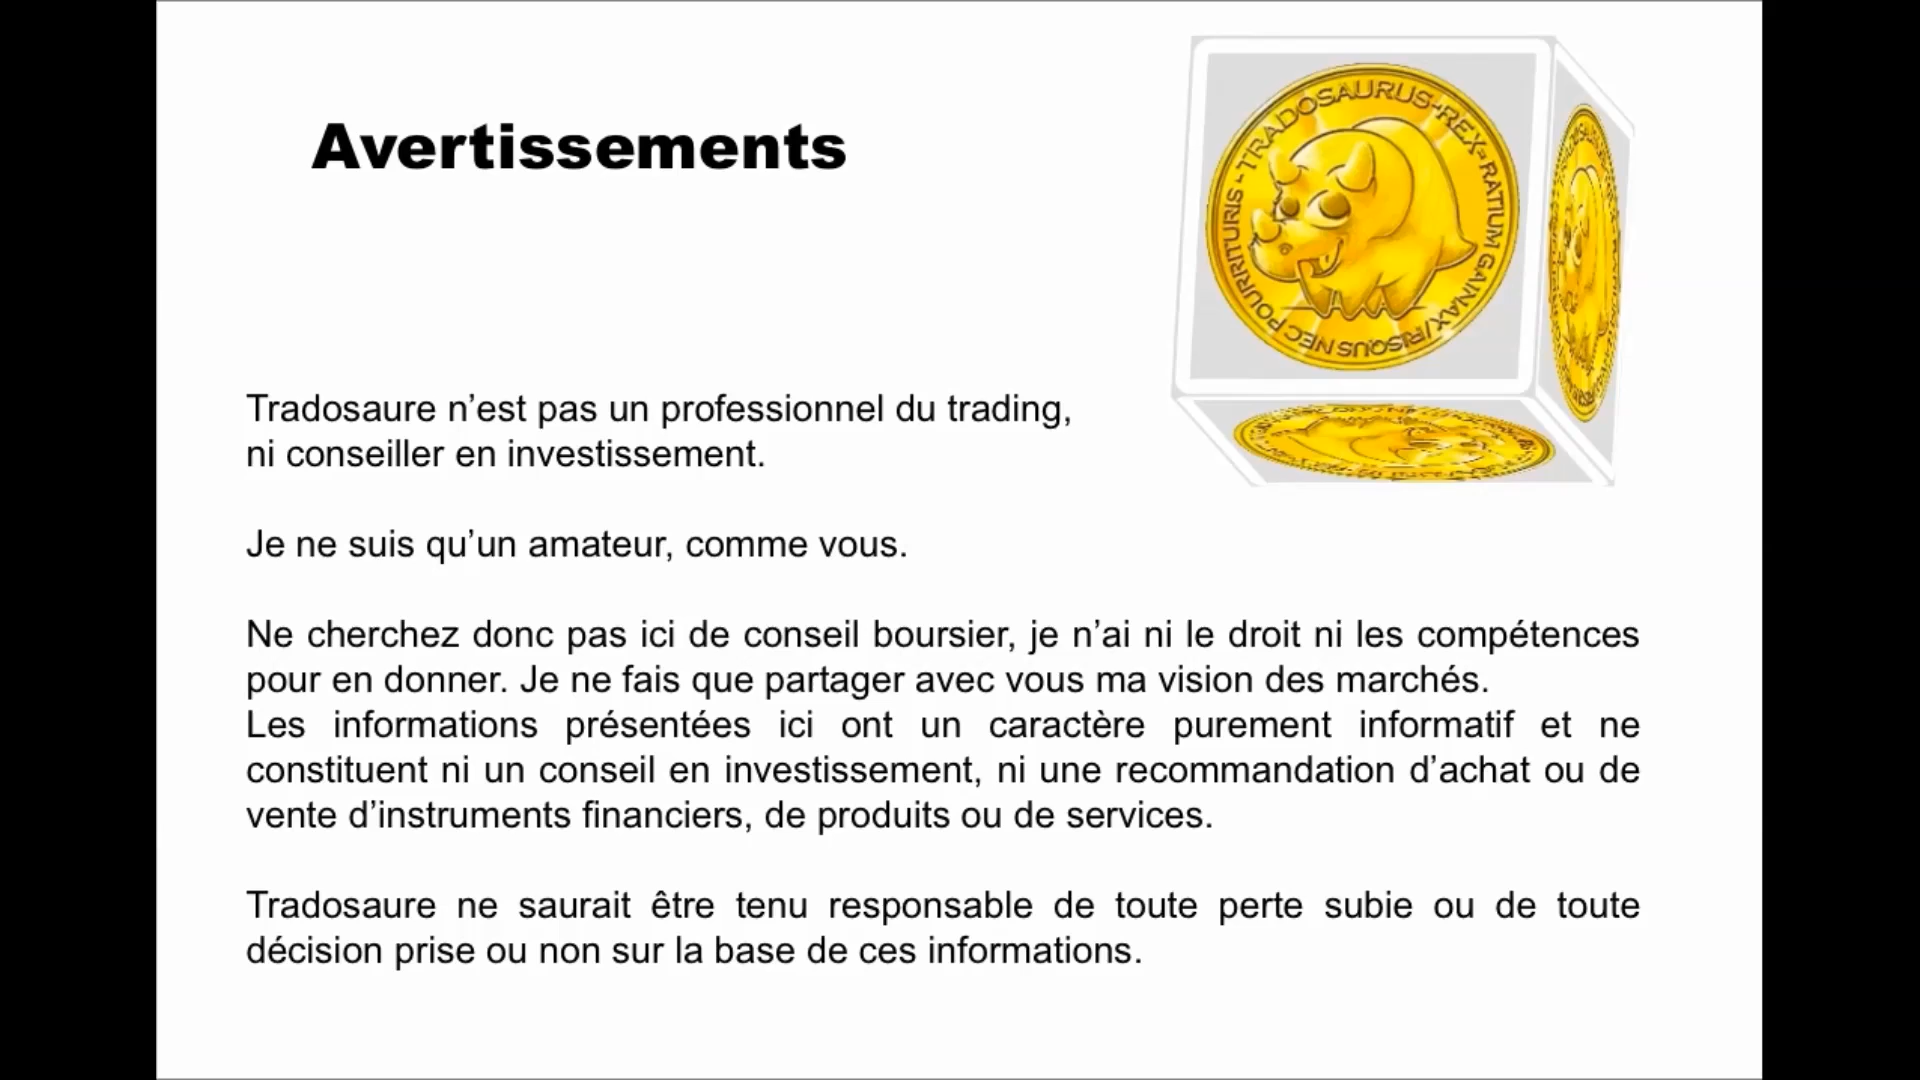 Avertissements
TRADOSAURUS-REX-RATIUM GAINAX/RISQUS NEC POURRITURIS -
Tradosaure n’est pas un professionnel du trading,
ni conseiller en investissement.
Je ne suis qu’un amateur, comme vous.
Ne cherchez donc pas ici de conseil boursier, je n’ai ni le droit ni les compétences
pour en donner. Je ne fais que partager avec vous ma vision des marchés.
Les informations présentées ici ont un caractère purement informatif et ne
constituent ni un conseil en investissement, ni une recommandation d’achat ou de
vente d’instruments financiers, de produits ou de services.
Tradosaure ne saurait être tenu responsable de toute perte subie ou de toute
décision prise ou non sur la base de ces informations.